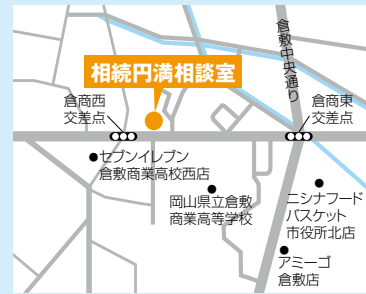 相続円満相談室
倉敷中央通り
倉商西
交差点
倉商東
交差点
セブンイレブン
倉敷商業高校西店
岡山県立倉敷
商業高等学校
ニシナフード
バスケット
市役所北店
アミーゴ
倉敷店